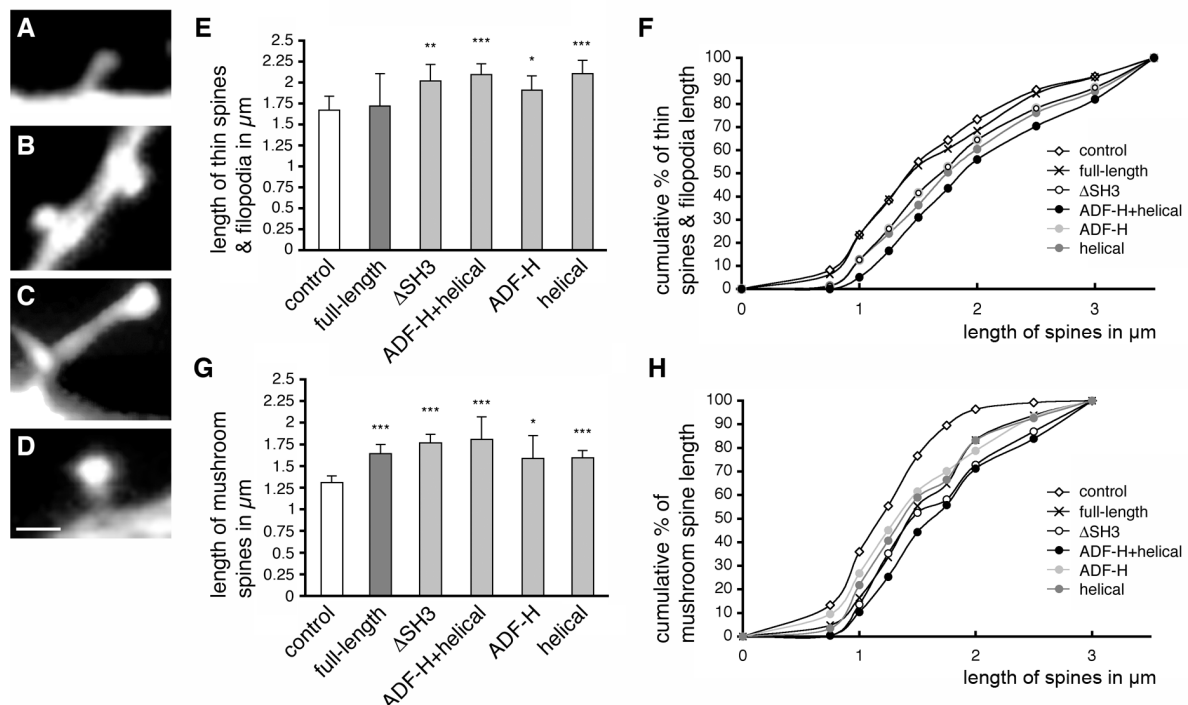 A
B
C
D
E
length of thin spines
& filopodia in µm
2.5
2.25
2
1.75
1.5
1.25
1
0.75
0.5
0.25
0
**
***
*
***
control
full-length
ΔSH3
ADF-H+helical
ADF-H
helical
F
cumulative % of thin
spines & filopodia length
100
90
80
70
60
50
40
30
20
10
0
0
1
2
3
length of spines in µm
control
full-length
ΔSH3
ADF-H+helical
ADF-H
helical
G
length of mushroom
spines in µm
2.5
2.25
2
1.75
1.5
1.25
1
0.75
0.5
0.25
0
***
***
***
*
***
control
full-length
ΔSH3
ADF-H+helical
ADF-H
helical
H
cumulative % of
mushroom spine length
100
90
80
70
60
50
40
30
20
10
0
0
1
2
3
length of spines in µm
control
full-length
ΔSH3
ADF-H+helical
ADF-H
helical